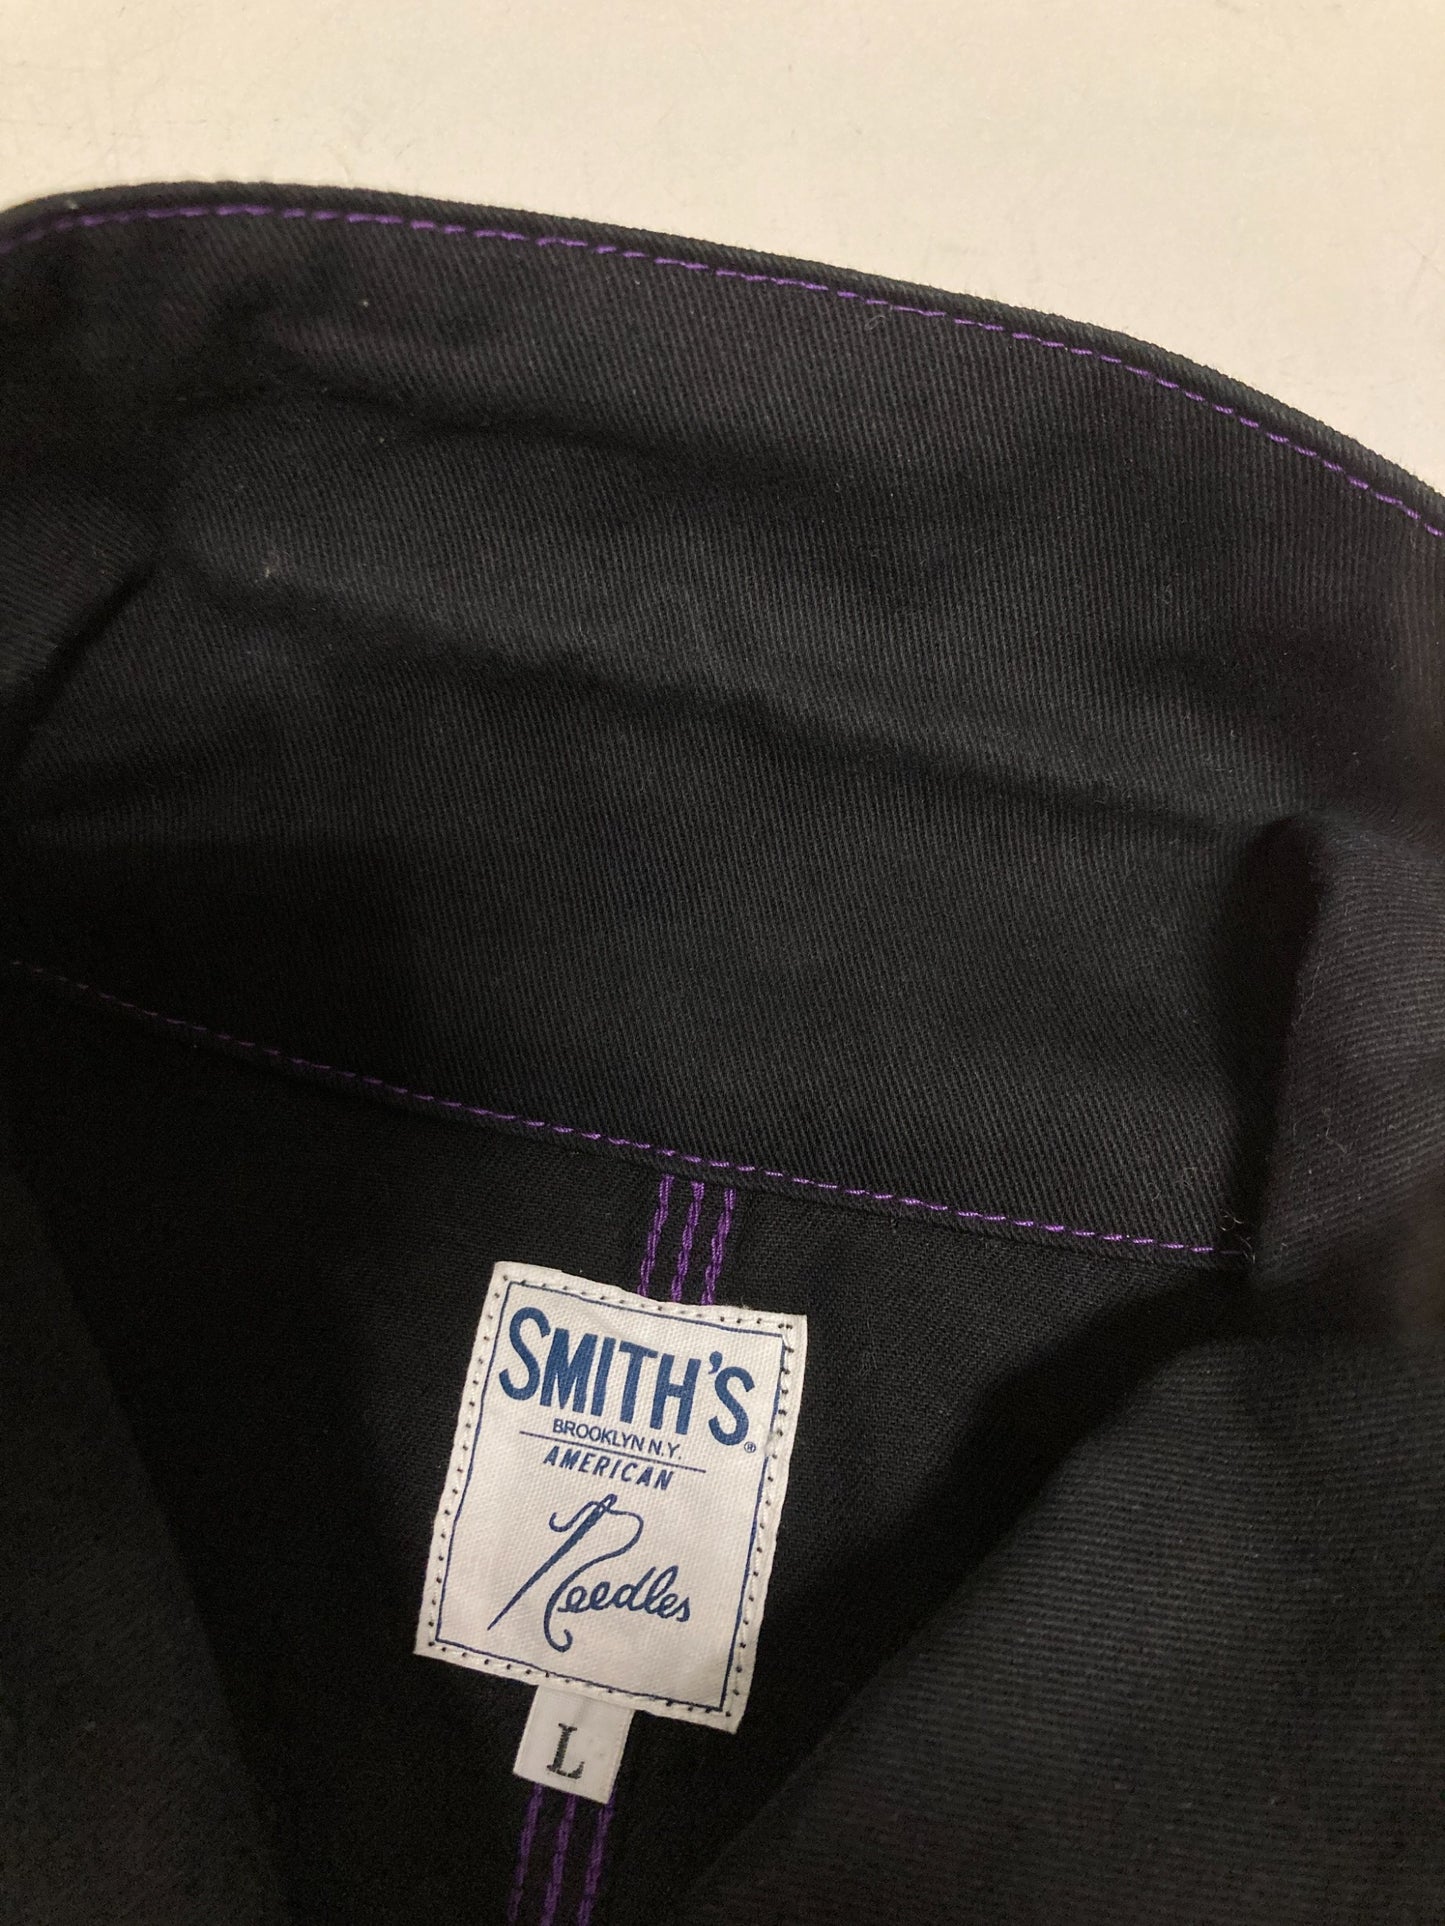 SMITH'S®
BROOKLYN N.Y.
AMERICAN
Needles
L